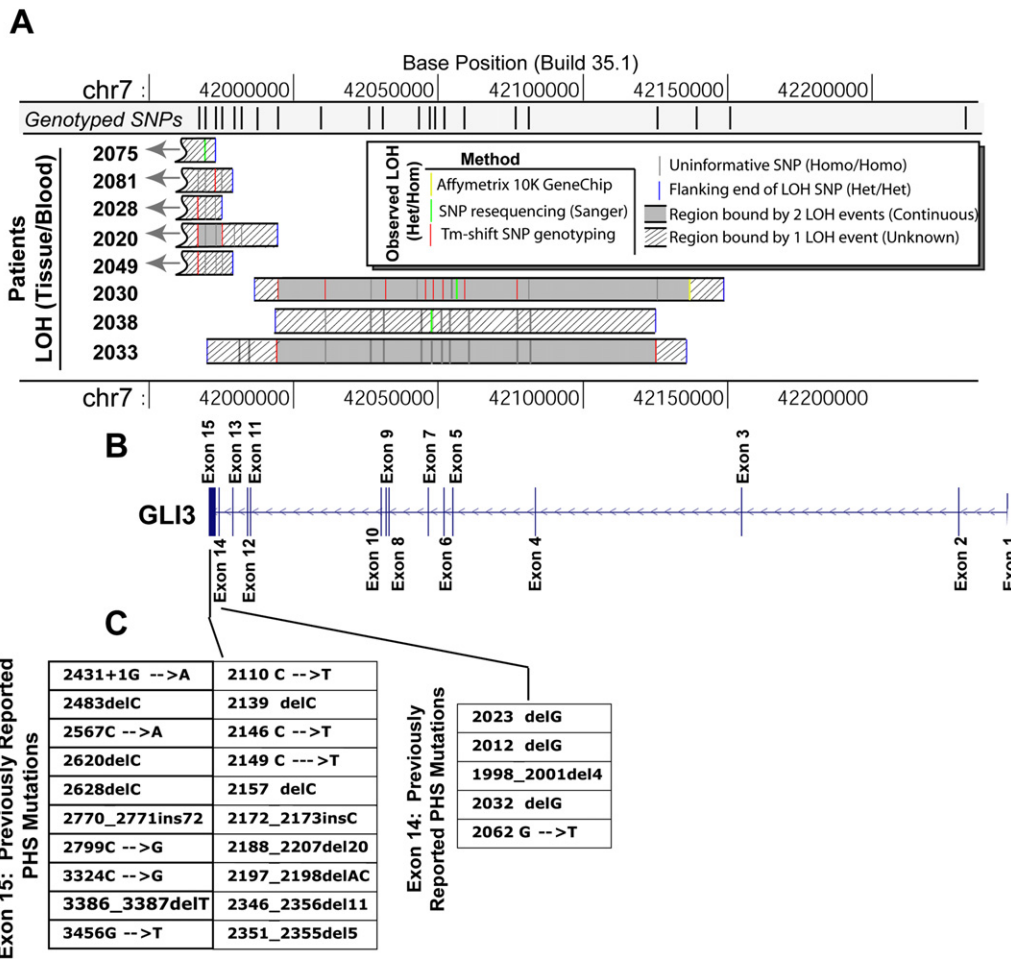 A
Base Position (Build 35.1)
chr7 : 42000000 42050000 42100000 42150000 42200000
Genotyped SNPs
Patients
LOH (Tissue/Blood)
2075
2081
2028
2020
2049
2030
2038
2033
Observed LOH
(Het/Hom)
Method
Affymetrix 10K GeneChip
SNP resequencing (Sanger)
Tm-shift SNP genotyping
Uninformative SNP (Homo/Homo)
Flanking end of LOH SNP (Het/Het)
Region bound by 2 LOH events (Continuous)
Region bound by 1 LOH event (Unknown)
chr7 : 42000000 42050000 42100000 42150000 42200000
B
Exon 15
Exon 13
Exon 11
Exon 9
Exon 7
Exon 5
Exon 3
GLI3
Exon 14
Exon 12
Exon 10
Exon 8
Exon 6
Exon 4
Exon 2
Exon 1
C
Exon 15: Previously Reported
PHS Mutations
2431+1G -->A 2110 C -->T
2483delC 2139 delC
2567C -->A 2146 C -->T
2620delC 2149 C --->T
2628delC 2157 delC
2770_2771ins72 2172_2173insC
2799C -->G 2188_2207del20
3324C -->G 2197_2198delAC
3386_3387delT 2346_2356del11
3456G -->T 2351_2355del5
Exon 14: Previously
Reported PHS Mutations
2023 delG
2012 delG
1998_2001del4
2032 delG
2062 G -->T